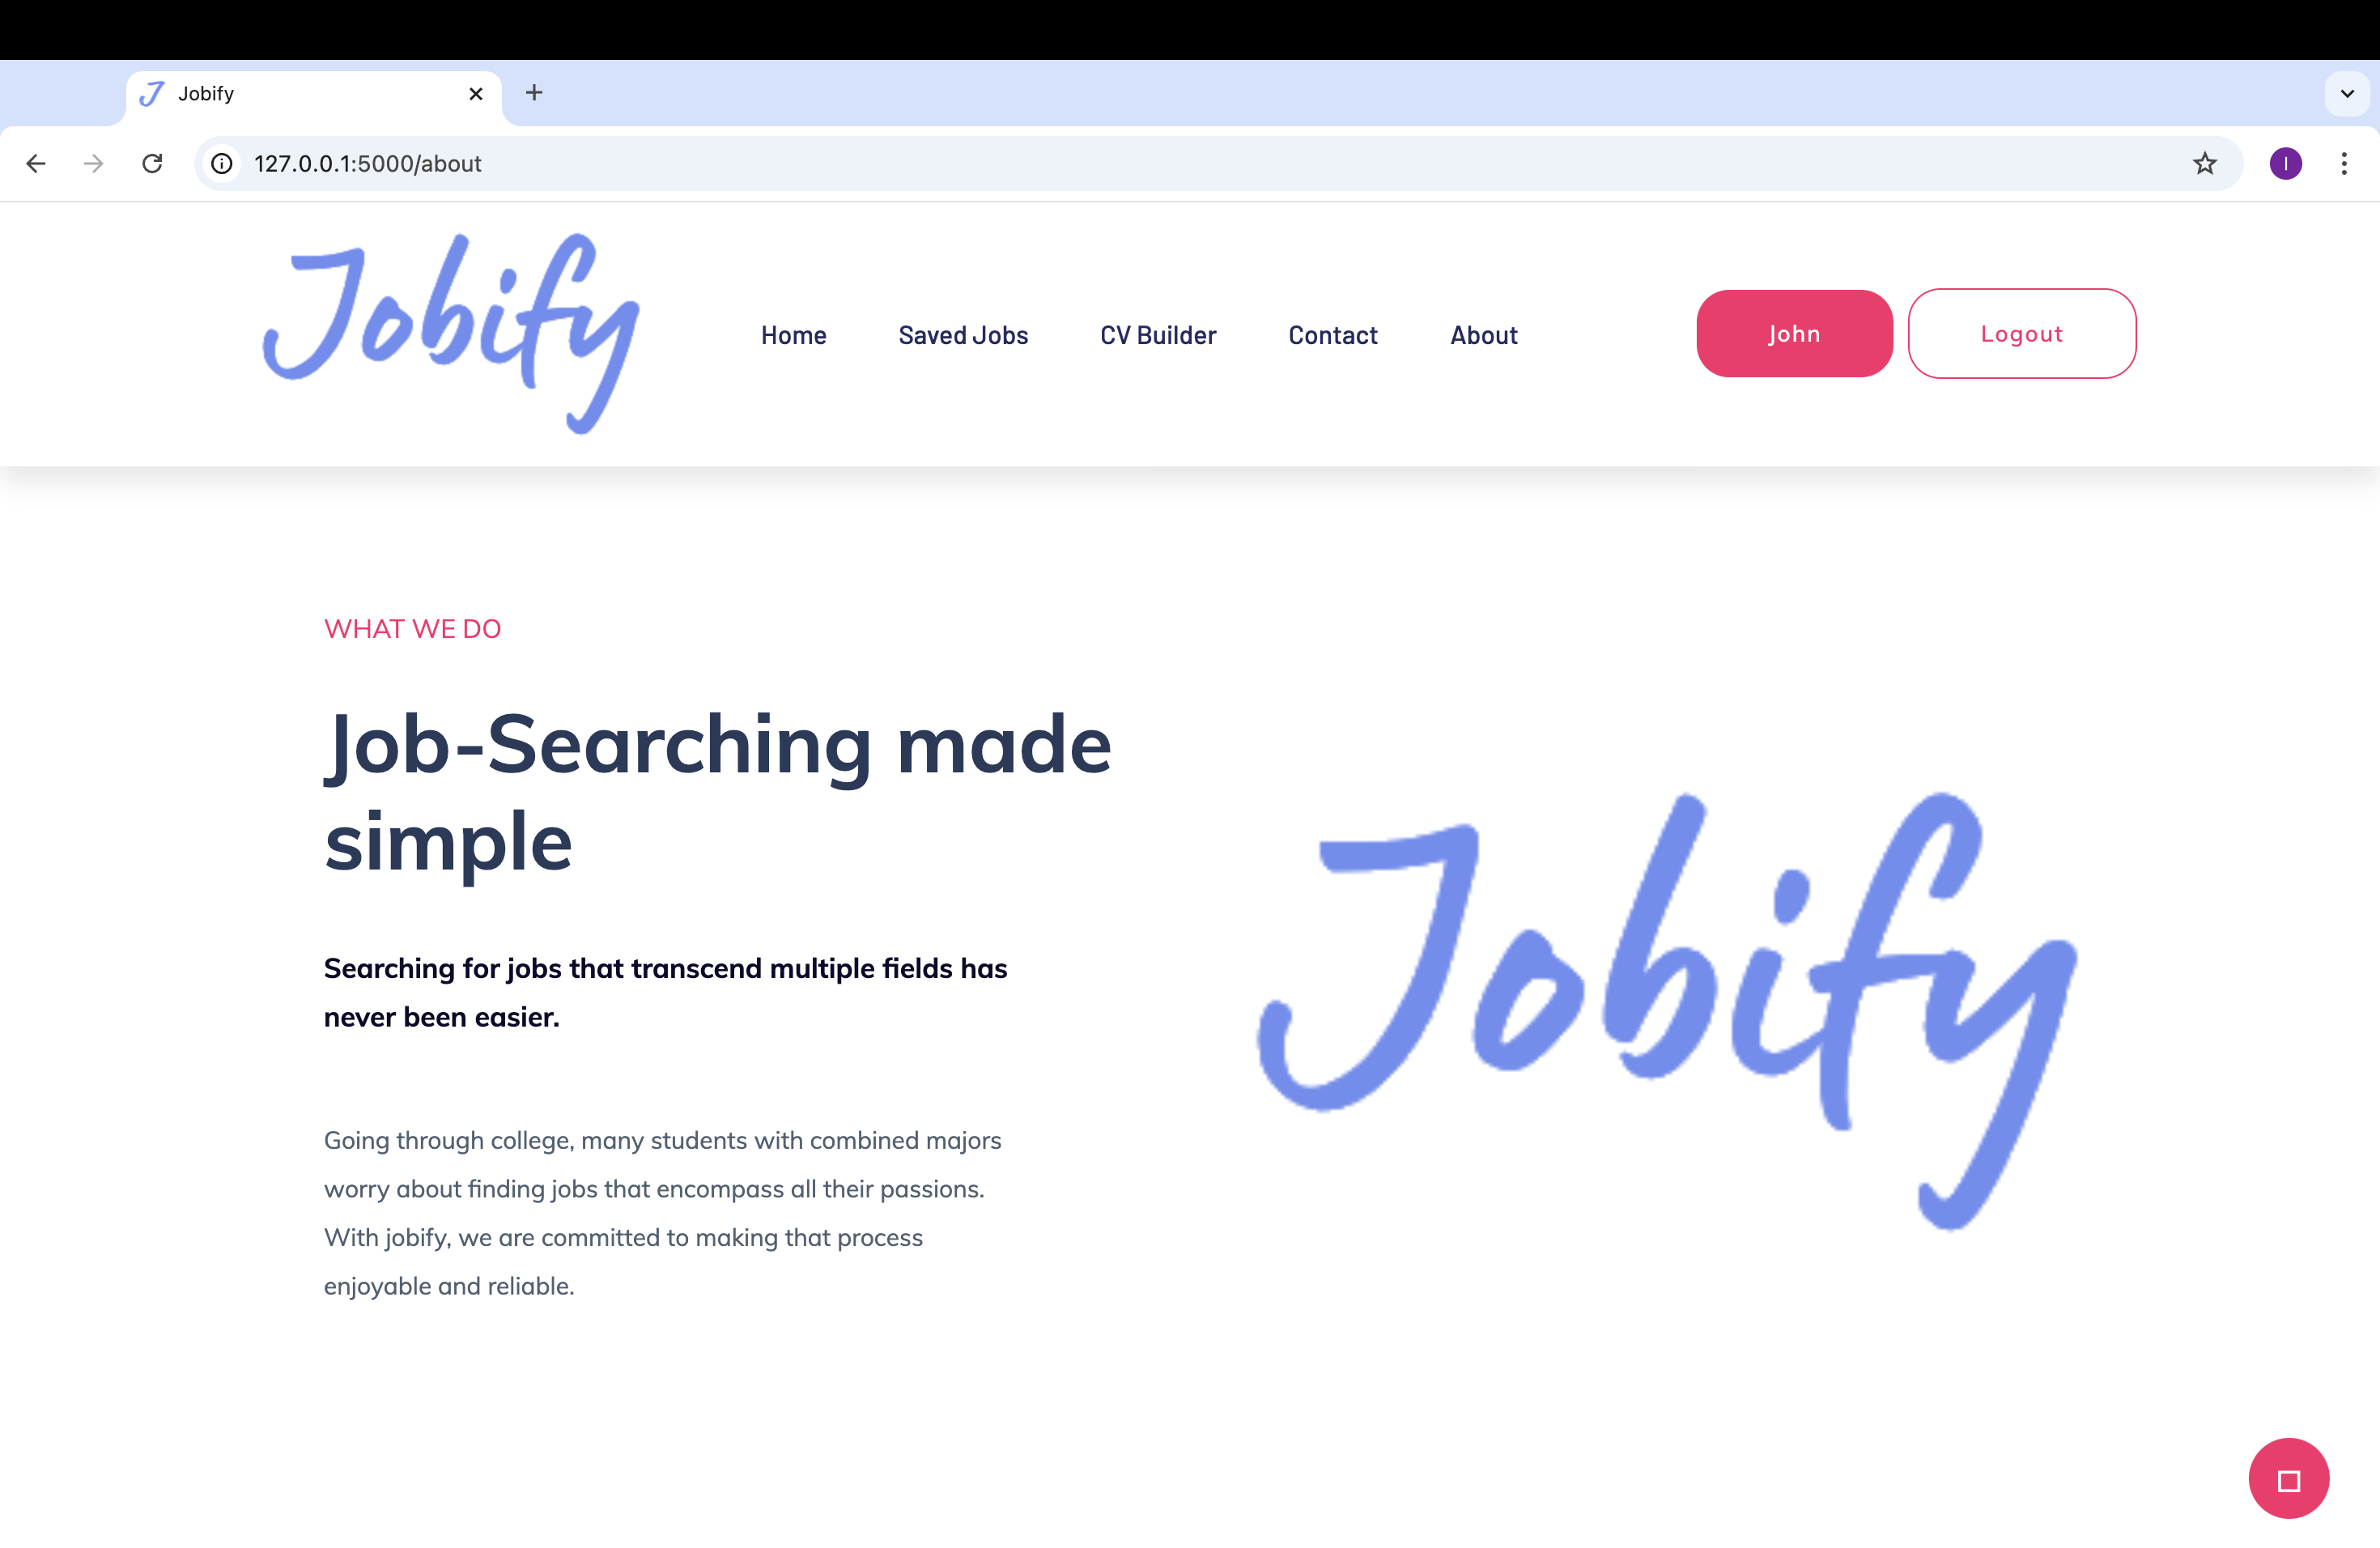 Jobify
127.0.0.1:5000/about
I
Jobify
Home Saved Jobs CV Builder Contact About John Logout
WHAT WE DO
Job-Searching made
simple
Searching for jobs that transcend multiple fields has
never been easier.
Going through college, many students with combined majors
worry about finding jobs that encompass all their passions.
With jobify, we are committed to making that process
enjoyable and reliable.
Jobify